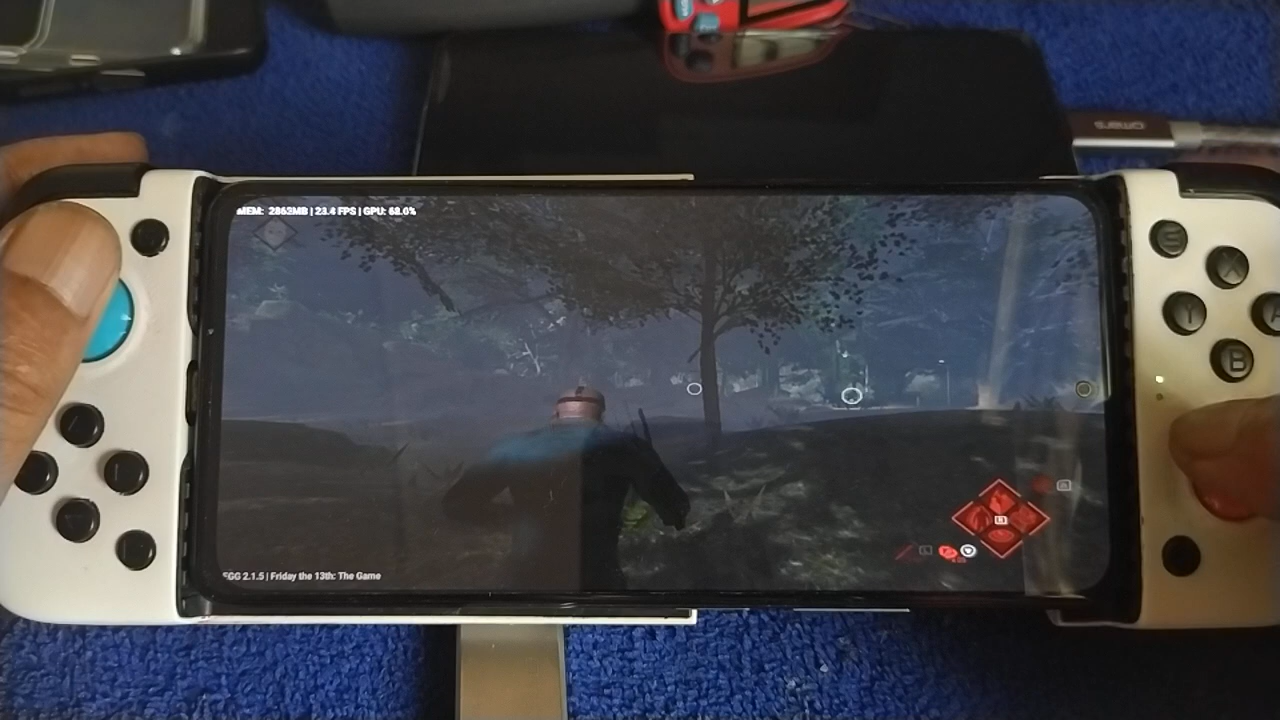 MEM: 2863MB | 23.4 FPS | GPU: 68.0%
X
Y
A
B
EGG 2.1.5 | Friday the 13th: The Game